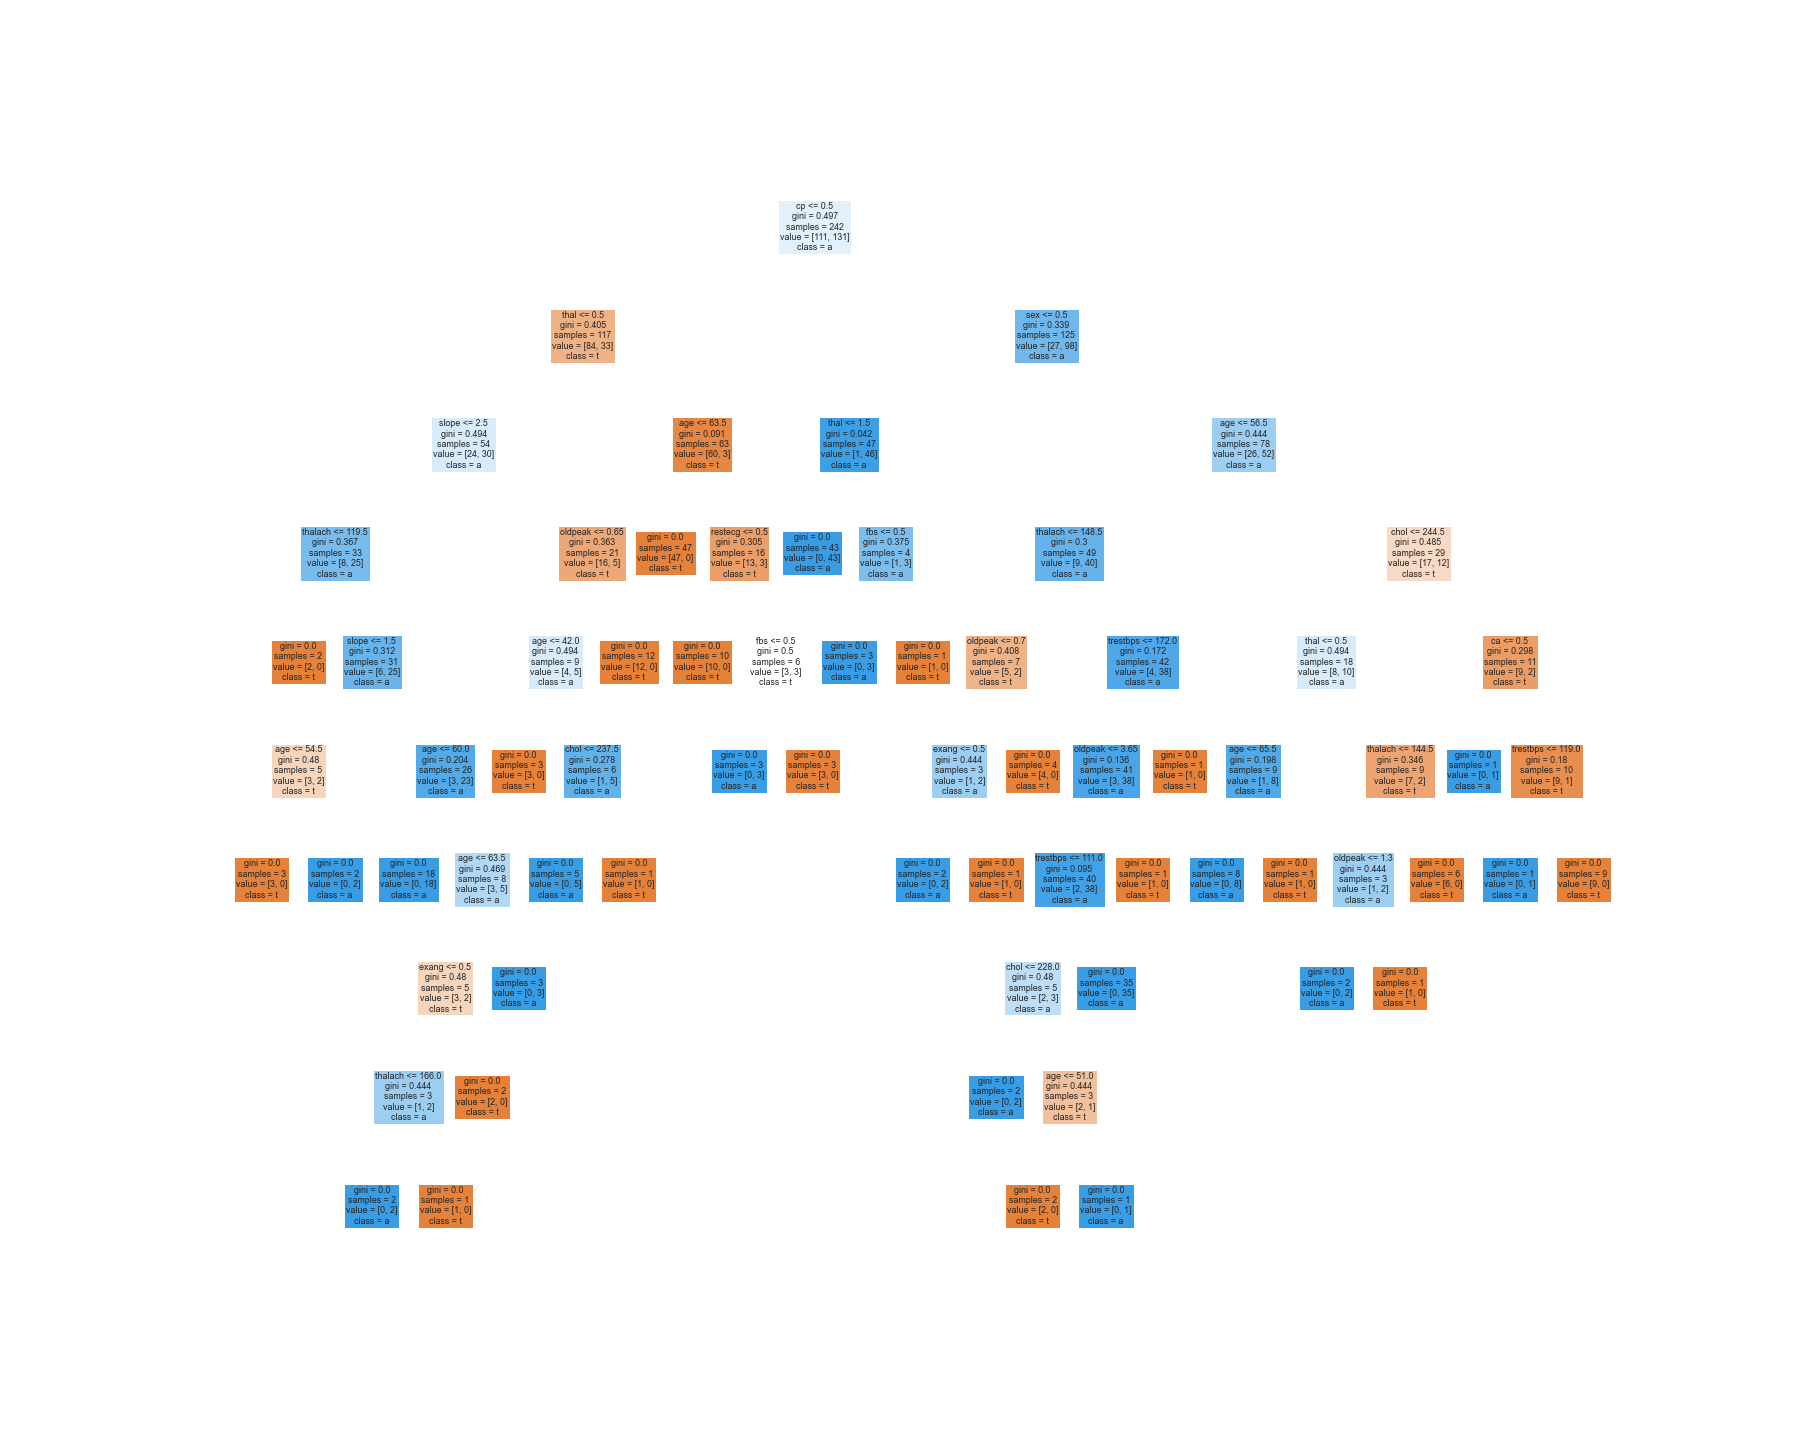 cp <= 0.5
gini = 0.497
samples = 242
value = [111, 131]
class = a
thal <= 0.5
gini = 0.405
samples = 117
value = [84, 33]
class = t
sex <= 0.5
gini = 0.339
samples = 125
value = [27, 98]
class = a
slope <= 2.5
gini = 0.494
samples = 54
value = [24, 30]
class = a
age <= 63.5
gini = 0.091
samples = 63
value = [60, 3]
class = t
thal <= 1.5
gini = 0.042
samples = 47
value = [1, 46]
class = a
age <= 56.5
gini = 0.444
samples = 78
value = [26, 52]
class = a
thalach <= 119.5
gini = 0.367
samples = 33
value = [8, 25]
class = a
oldpeak <= 0.65
gini = 0.363
samples = 21
value = [16, 5]
class = t
gini = 0.0
samples = 47
value = [47, 0]
class = t
restecg <= 0.5
gini = 0.305
samples = 16
value = [13, 3]
class = t
gini = 0.0
samples = 43
value = [0, 43]
class = a
fbs <= 0.5
gini = 0.375
samples = 4
value = [1, 3]
class = a
thalach <= 148.5
gini = 0.3
samples = 49
value = [9, 40]
class = a
chol <= 244.5
gini = 0.485
samples = 29
value = [17, 12]
class = t
gini = 0.0
samples = 2
value = [2, 0]
class = t
slope <= 1.5
gini = 0.312
samples = 31
value = [6, 25]
class = a
age <= 42.0
gini = 0.494
samples = 9
value = [4, 5]
class = a
gini = 0.0
samples = 12
value = [12, 0]
class = t
gini = 0.0
samples = 10
value = [10, 0]
class = t
fbs <= 0.5
gini = 0.5
samples = 6
value = [3, 3]
class = t
gini = 0.0
samples = 3
value = [0, 3]
class = a
gini = 0.0
samples = 1
value = [1, 0]
class = t
oldpeak <= 0.7
gini = 0.408
samples = 7
value = [5, 2]
class = t
trestbps <= 172.0
gini = 0.172
samples = 42
value = [4, 38]
class = a
thal <= 0.5
gini = 0.494
samples = 18
value = [8, 10]
class = a
ca <= 0.5
gini = 0.298
samples = 11
value = [9, 2]
class = t
age <= 54.5
gini = 0.48
samples = 5
value = [3, 2]
class = t
age <= 60.0
gini = 0.204
samples = 26
value = [3, 23]
class = a
gini = 0.0
samples = 3
value = [3, 0]
class = t
chol <= 237.5
gini = 0.278
samples = 6
value = [1, 5]
class = a
gini = 0.0
samples = 3
value = [0, 3]
class = a
gini = 0.0
samples = 3
value = [3, 0]
class = t
exang <= 0.5
gini = 0.444
samples = 3
value = [1, 2]
class = a
gini = 0.0
samples = 4
value = [4, 0]
class = t
oldpeak <= 3.65
gini = 0.136
samples = 41
value = [3, 38]
class = a
gini = 0.0
samples = 1
value = [1, 0]
class = t
age <= 65.5
gini = 0.198
samples = 9
value = [1, 8]
class = a
thalach <= 144.5
gini = 0.346
samples = 9
value = [7, 2]
class = t
gini = 0.0
samples = 1
value = [0, 1]
class = a
trestbps <= 119.0
gini = 0.18
samples = 10
value = [9, 1]
class = t
gini = 0.0
samples = 3
value = [3, 0]
class = t
gini = 0.0
samples = 2
value = [0, 2]
class = a
gini = 0.0
samples = 18
value = [0, 18]
class = a
age <= 63.5
gini = 0.469
samples = 8
value = [3, 5]
class = a
gini = 0.0
samples = 5
value = [0, 5]
class = a
gini = 0.0
samples = 1
value = [1, 0]
class = t
gini = 0.0
samples = 2
value = [0, 2]
class = a
gini = 0.0
samples = 1
value = [1, 0]
class = t
trestbps <= 111.0
gini = 0.095
samples = 40
value = [2, 38]
class = a
gini = 0.0
samples = 1
value = [1, 0]
class = t
gini = 0.0
samples = 8
value = [0, 8]
class = a
gini = 0.0
samples = 1
value = [1, 0]
class = t
oldpeak <= 1.3
gini = 0.444
samples = 3
value = [1, 2]
class = a
gini = 0.0
samples = 6
value = [6, 0]
class = t
gini = 0.0
samples = 1
value = [0, 1]
class = a
gini = 0.0
samples = 9
value = [9, 0]
class = t
exang <= 0.5
gini = 0.48
samples = 5
value = [3, 2]
class = t
gini = 0.0
samples = 3
value = [0, 3]
class = a
chol <= 228.0
gini = 0.48
samples = 5
value = [2, 3]
class = a
gini = 0.0
samples = 35
value = [0, 35]
class = a
gini = 0.0
samples = 2
value = [0, 2]
class = a
gini = 0.0
samples = 1
value = [1, 0]
class = t
thalach <= 166.0
gini = 0.444
samples = 3
value = [1, 2]
class = a
gini = 0.0
samples = 2
value = [2, 0]
class = t
gini = 0.0
samples = 2
value = [0, 2]
class = a
age <= 51.0
gini = 0.444
samples = 3
value = [2, 1]
class = t
gini = 0.0
samples = 2
value = [0, 2]
class = a
gini = 0.0
samples = 1
value = [1, 0]
class = t
gini = 0.0
samples = 2
value = [2, 0]
class = t
gini = 0.0
samples = 1
value = [0, 1]
class = a